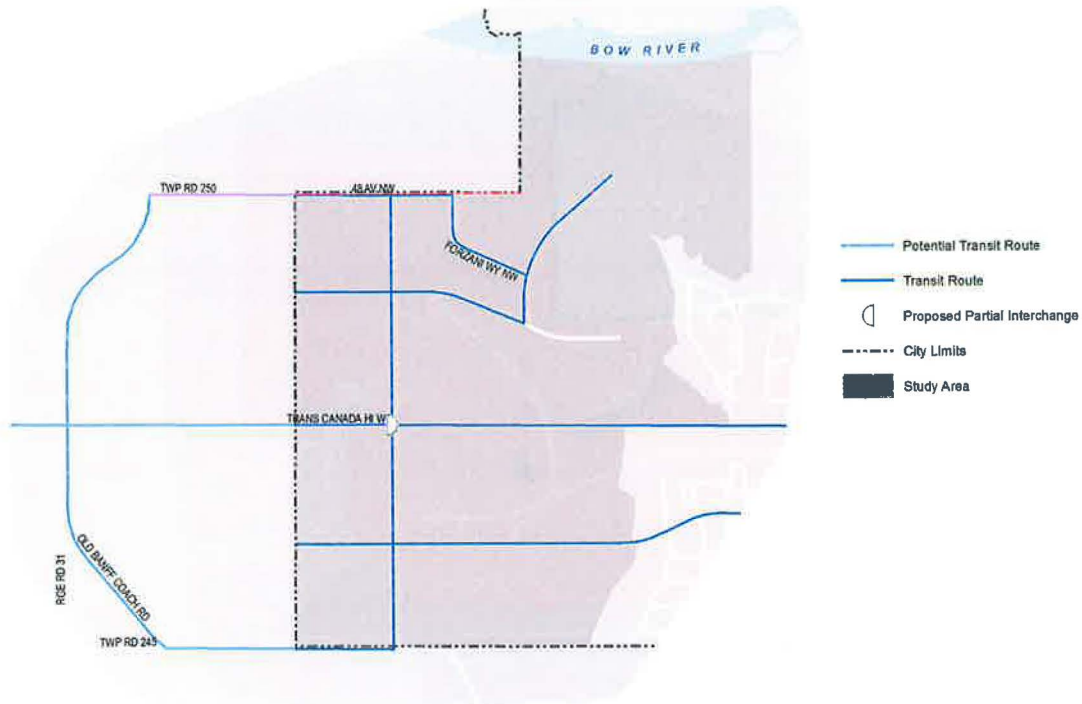 BOW RIVER
TWP RD 250
48 AV NW
FORZANI WY NW
TRANS CANADA HI W
OLD BANFF COACH RD
RGE RD 31
TWP RD 245
Potential Transit Route
Transit Route
Proposed Partial Interchange
City Limits
Study Area